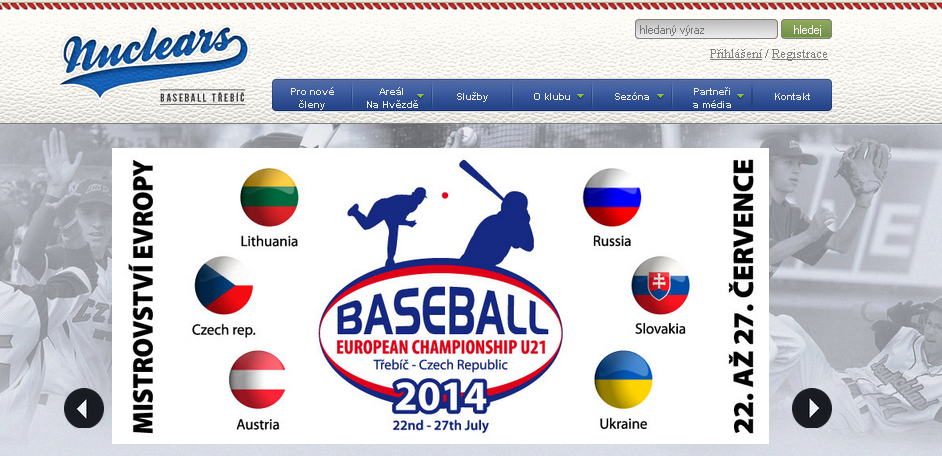 Nuclears
BASEBALL TŘEBÍČ
hledaný výraz
hledej
Přihlášení / Registrace
Pro nové
členy
Areál
Na Hvězdě
Služby
O klubu
Sezóna
Partneři
a média
Kontakt
MISTROVSTVÍ EVROPY
Lithuania
Czech rep.
Austria
BASEBALL
EUROPEAN CHAMPIONSHIP U21
Třebíč - Czech Republic
2014
22nd - 27th July
Russia
Slovakia
Ukraine
22. AŽ 27. ČERVENCE